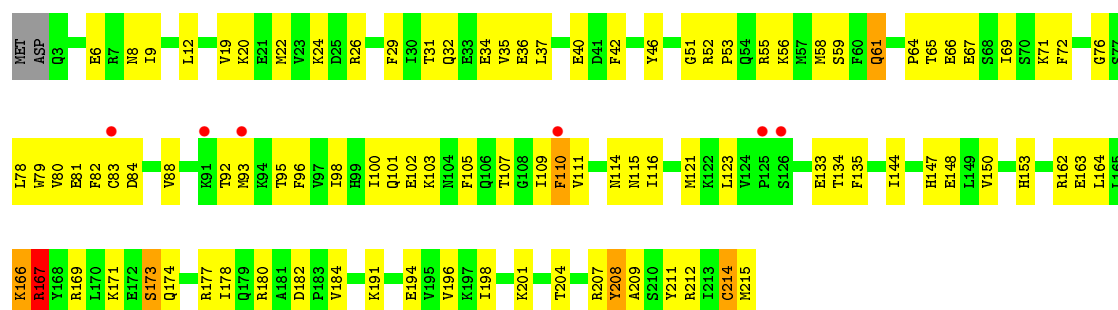 MET ASP Q3 E6 R7 N8 I9 L12 V19 K20 E21 M22 V23 K24 D25 R26 F29 I30 T31 Q32 E33 E34 V35 E36 L37 E40 D41 F42 Y46 G51 R52 P53 Q54 R55 K56 M57 M58 S59 F60 Q61 P64 T65 E66 E67 S68 I69 S70 K71 F72 G76 S77
L78 W79 V80 E81 F82 C83 D84 V88 K91 T92 M93 K94 T95 F96 V97 I98 H99 I100 Q101 E102 K103 N104 F105 Q106 T107 G108 I109 F110 V111 N114 N115 I116 M121 K122 L123 V124 P125 S126 E133 T134 F135 I144 H147 E148 L149 V150 H153 R162 E163 L164 L165
K166 R167 Y168 R169 L170 K171 E172 S173 Q174 R177 I178 Q179 R180 A181 D182 P183 V184 K191 E194 V195 V196 K197 I198 K201 T204 R207 Y208 A209 S210 Y211 R212 I213 C214 M215